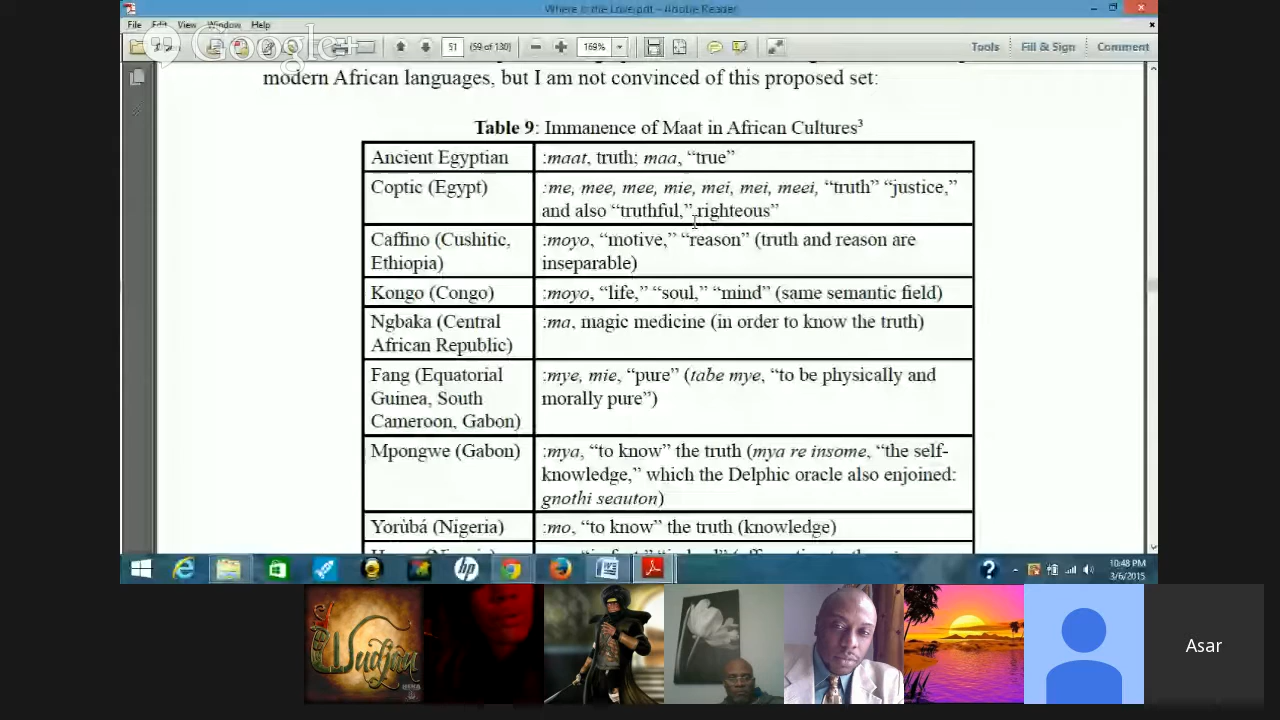 Where is the Love.pdf - Adobe Reader
File Edit View Window Help
Google+
51 (59 of 130) 169% Tools Fill & Sign Comment
modern African languages, but I am not convinced of this proposed set:
Table 9: Immanence of Maat in African Cultures3
Ancient Egyptian :maat, truth; maa, “true”
Coptic (Egypt) :me, mee, mee, mie, mei, mei, meei, “truth” “justice,”
and also “truthful,” righteous”
Caffino (Cushitic, :moyo, “motive,” “reason” (truth and reason are
Ethiopia) inseparable)
Kongo (Congo) :moyo, “life,” “soul,” “mind” (same semantic field)
Ngbaka (Central :ma, magic medicine (in order to know the truth)
African Republic)
Fang (Equatorial :mye, mie, “pure” (tabe mye, “to be physically and
Guinea, South morally pure”)
Cameroon, Gabon)
Mpongwe (Gabon) :mya, “to know” the truth (mya re insome, “the self-
knowledge,” which the Delphic oracle also enjoined:
gnothi seauton)
Yorùbá (Nigeria) :mo, “to know” the truth (knowledge)
10:48 PM
3/6/2015
Wudjau
Asar